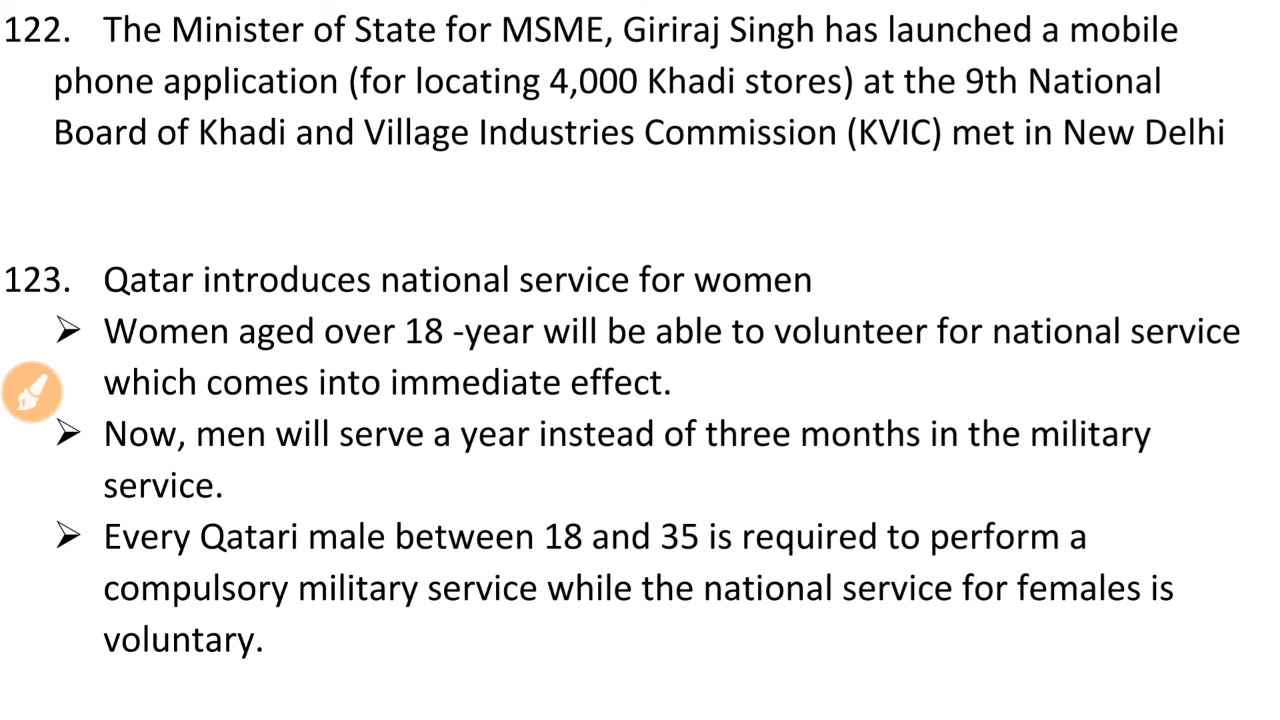 122. The Minister of State for MSME, Giriraj Singh has launched a mobile
phone application (for locating 4,000 Khadi stores) at the 9th National
Board of Khadi and Village Industries Commission (KVIC) met in New Delhi
123. Qatar introduces national service for women
➢ Women aged over 18 -year will be able to volunteer for national service
which comes into immediate effect.
➢ Now, men will serve a year instead of three months in the military
service.
➢ Every Qatari male between 18 and 35 is required to perform a
compulsory military service while the national service for females is
voluntary.